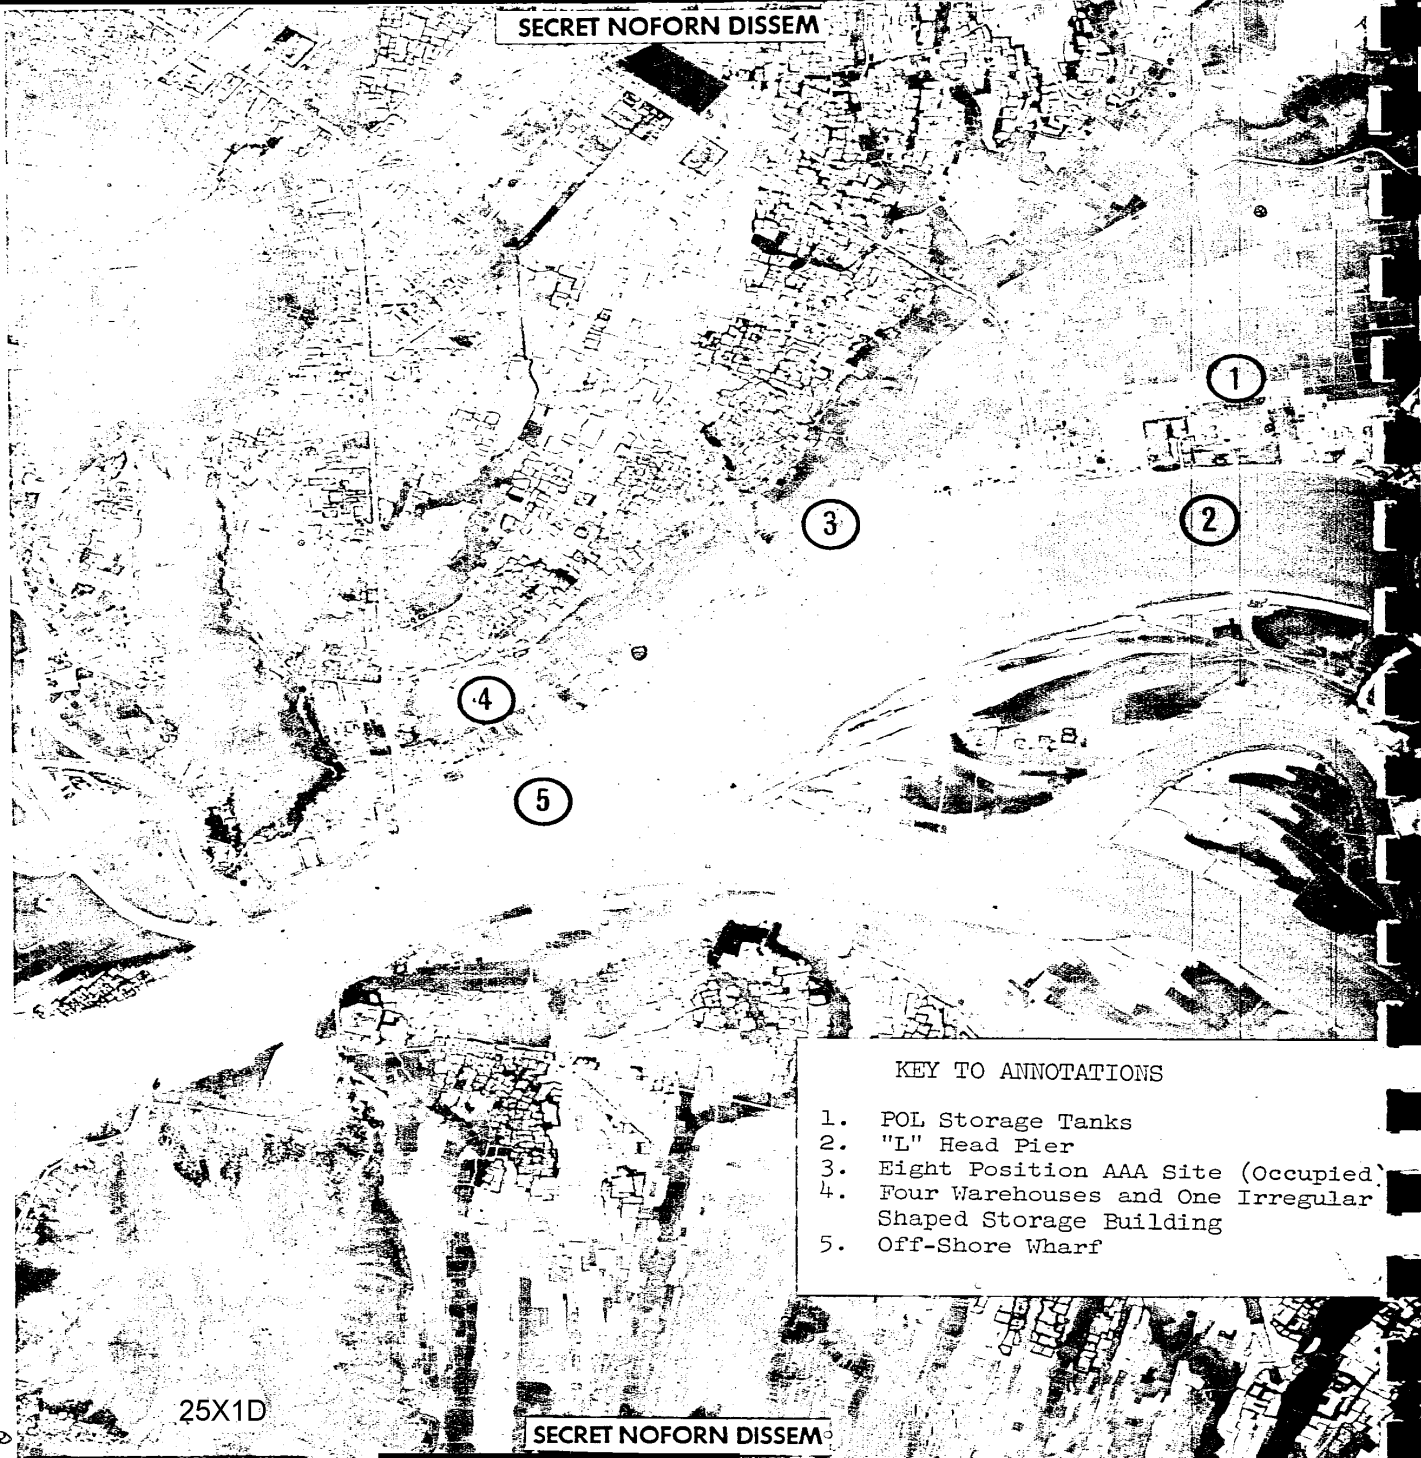 SECRET NOFORN DISSEM
1
2
3
4
5
KEY TO ANNOTATIONS
1. POL Storage Tanks
2. "L" Head Pier
3. Eight Position AAA Site (Occupied)
4. Four Warehouses and One Irregular
Shaped Storage Building
5. Off-Shore Wharf
25X1D
SECRET NOFORN DISSEM